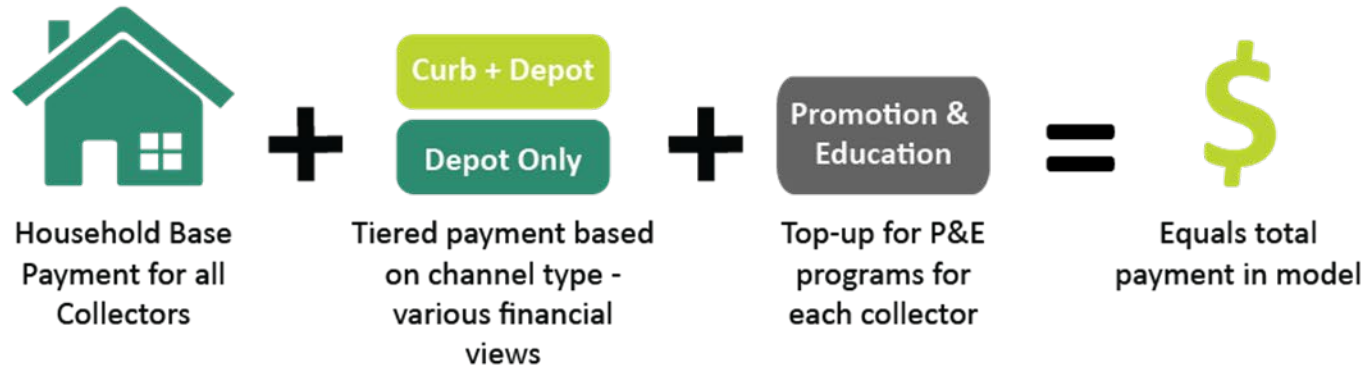 Curb + Depot
Depot Only
Promotion &
Education
+
+
=
$
Household Base
Payment for all
Collectors
Tiered payment based
on channel type -
various financial
views
Top-up for P&E
programs for
each collector
Equals total
payment in model